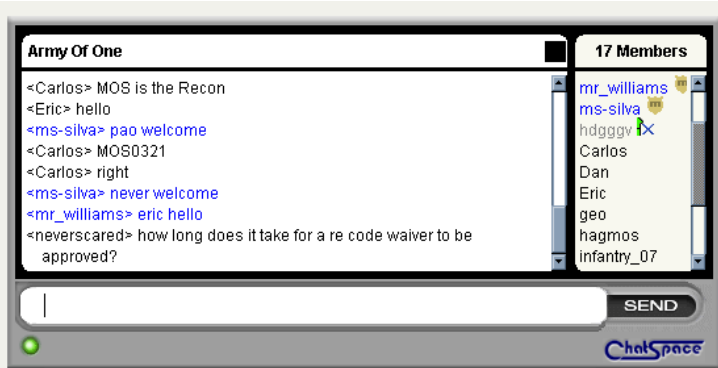 Army Of One
17 Members
<Carlos> MOS is the Recon
<Eric> hello
<ms-silva> pao welcome
<Carlos> MOS0321
<Carlos> right
<ms-silva> never welcome
<mr_williams> eric hello
<neverscared> how long does it take for a re code waiver to be
approved?
mr_williams
ms-silva
hdgggv
Carlos
Dan
Eric
geo
hagmos
infantry_07
SEND
ChatSpace